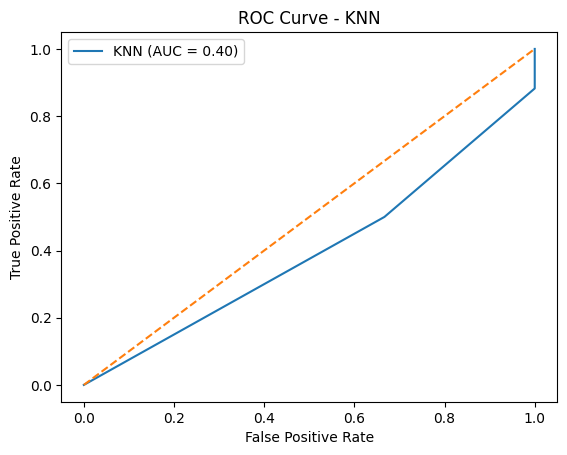 ROC Curve - KNN
KNN (AUC = 0.40)
True Positive Rate
1.0
0.8
0.6
0.4
0.2
0.0
0.0 0.2 0.4 0.6 0.8 1.0
False Positive Rate